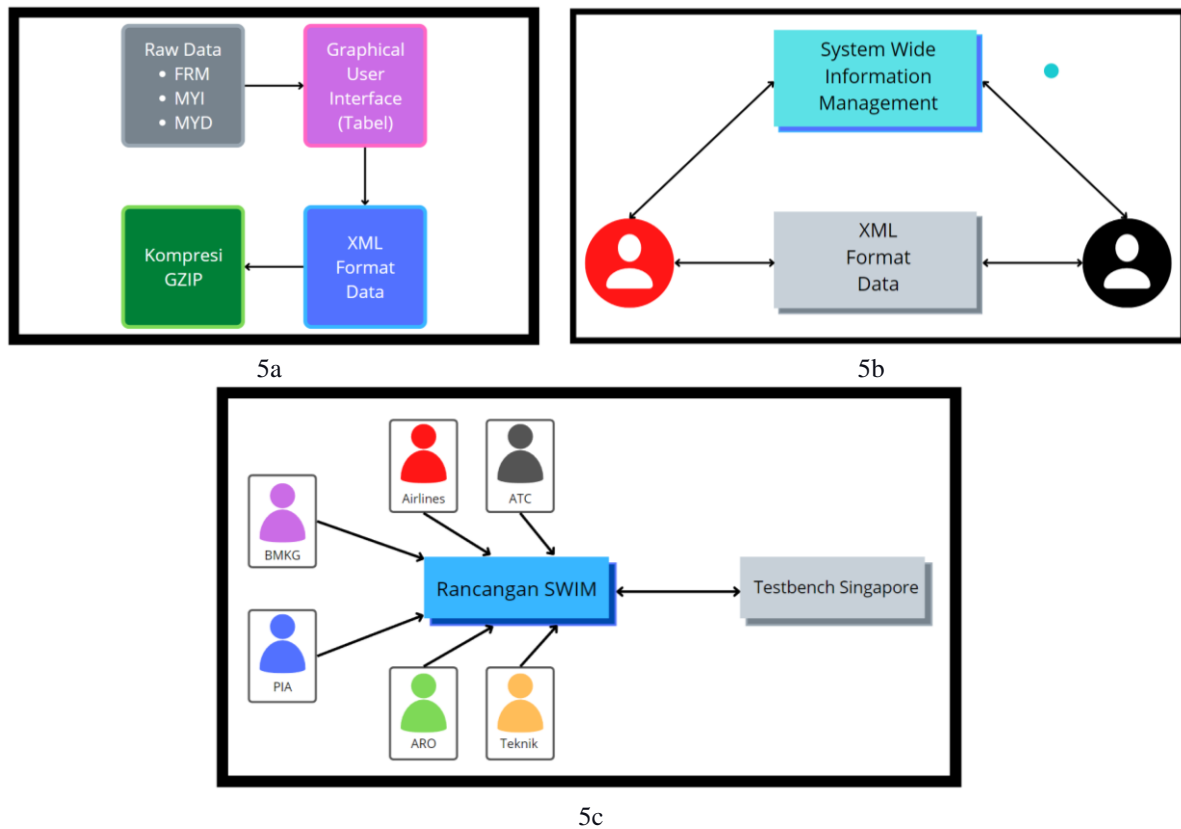 Raw Data
• FRM
• MYI
• MYD
Graphical
User
Interface
(Tabel)
Kompresi
GZIP
XML
Format
Data
5a
System Wide
Information
Management
XML
Format
Data
5b
Airlines
ATC
BMKG
Rancangan SWIM
Testbench Singapore
PIA
ARO
Teknik
5c